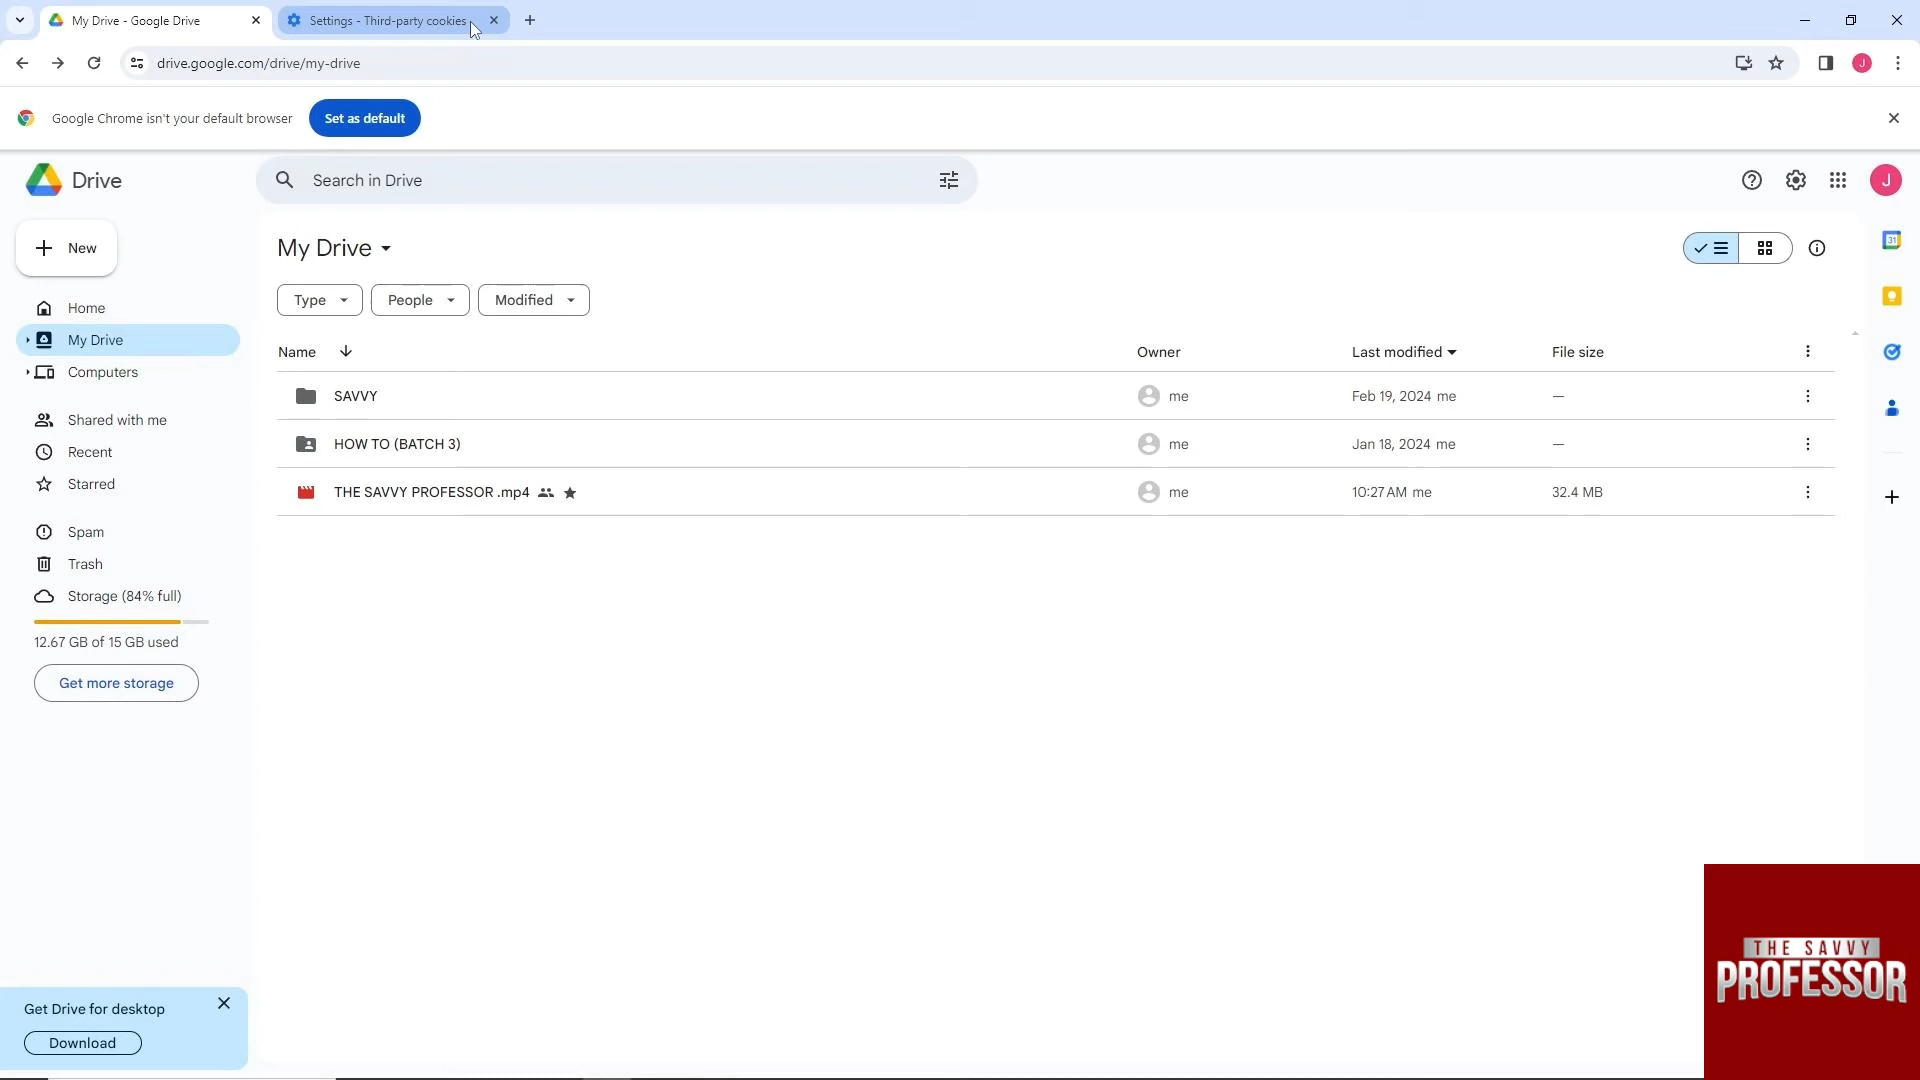 My Drive - Google Drive
Settings - Third-party cookies
drive.google.com/drive/my-drive
J
Google Chrome isn't your default browser
Set as default
Drive
Search in Drive
J
New
My Drive
31
Type
People
Modified
Home
My Drive
Computers
Name
Owner
Last modified
File size
SAVVY
me
Feb 19, 2024 me
—
Shared with me
HOW TO (BATCH 3)
me
Jan 18, 2024 me
—
Recent
Starred
THE SAVVY PROFESSOR .mp4
me
10:27 AM me
32.4 MB
Spam
Trash
Storage (84% full)
12.67 GB of 15 GB used
Get more storage
Get Drive for desktop
Download
THE SAVVY
PROFESSOR